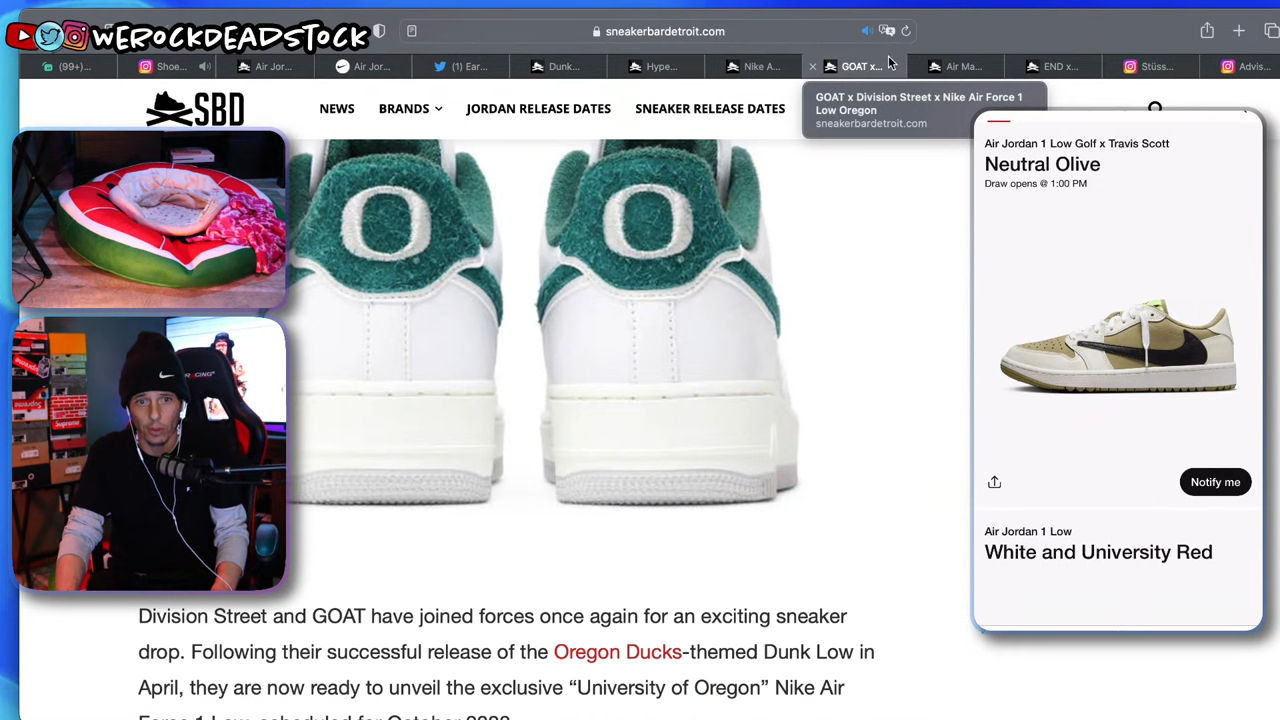 WEROCKDEADSTOCK
sneakerbardetroit.com
(99+)...
Shoe...
Air Jor...
Air Jor...
(1) Ear...
Dunk...
Hype...
Nike A...
GOAT x...
Air Ma...
END x...
Stüss...
Advis...
GOAT x Division Street x Nike Air Force 1
Low Oregon
sneakerbardetroit.com
SBD
NEWS
BRANDS
JORDAN RELEASE DATES
SNEAKER RELEASE DATES
O
O
Air Jordan 1 Low Golf x Travis Scott
Neutral Olive
Draw opens @ 1:00 PM
Notify me
Air Jordan 1 Low
White and University Red
Division Street and GOAT have joined forces once again for an exciting sneaker
drop. Following their successful release of the Oregon Ducks-themed Dunk Low in
April, they are now ready to unveil the exclusive “University of Oregon” Nike Air